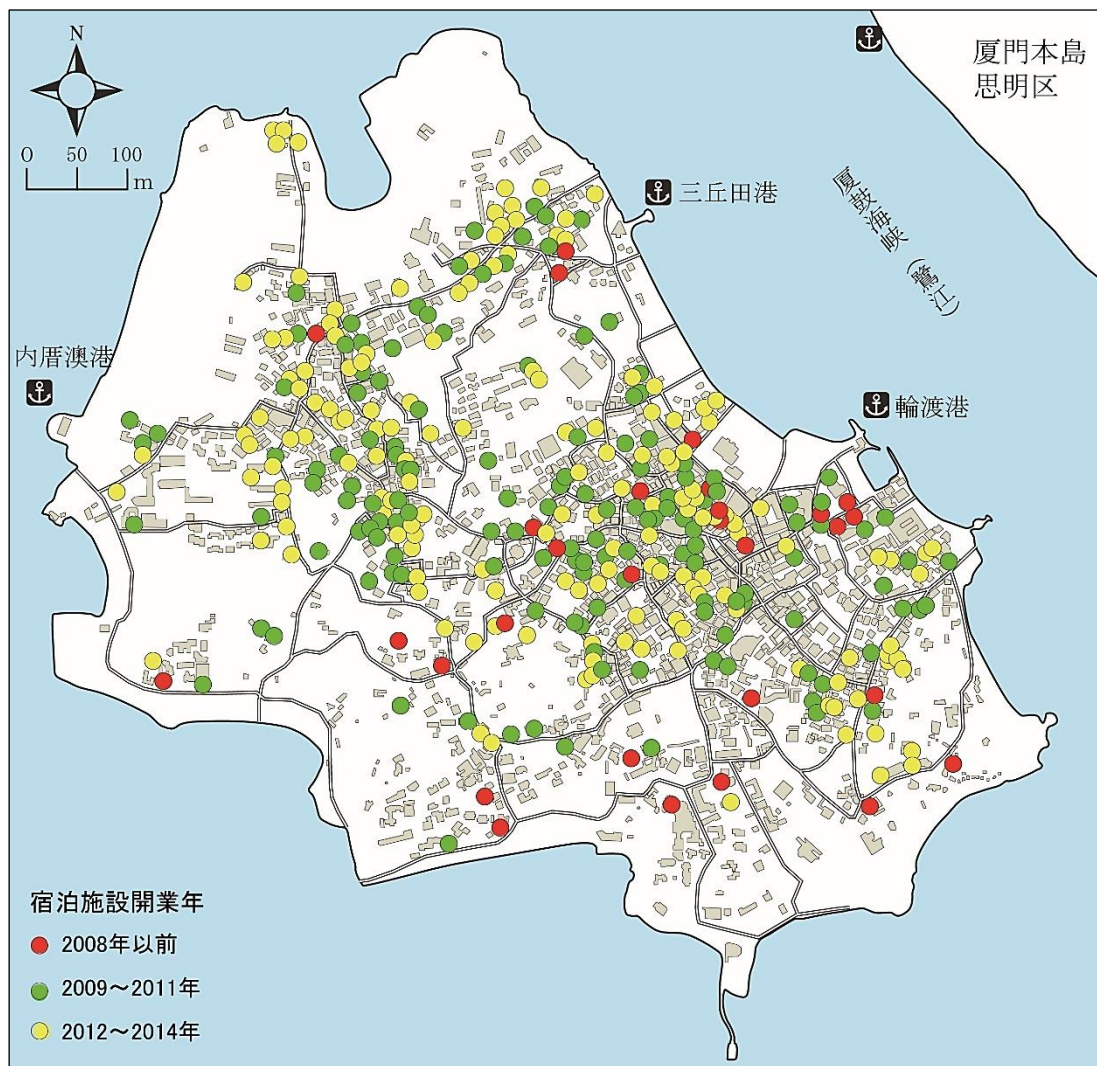 N
0 50 100
m
厦門本島
思明区
三丘田港
厦鼓海峡（鷺江）
内厝澳港
輪渡港
宿泊施設開業年
2008年以前
2009～2011年
2012～2014年